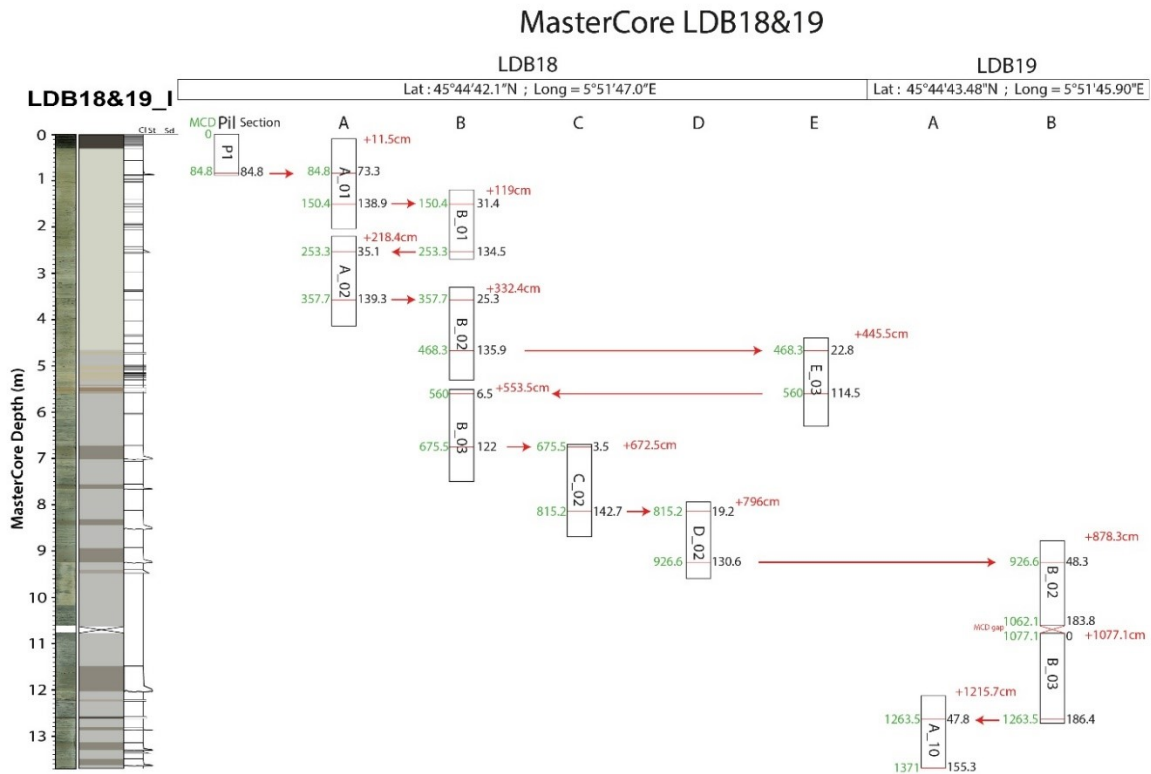 MasterCore LDB18&19
LDB18
LDB19
Lat : 45°44'42.1"N ; Long = 5°51'47.0"E
Lat : 45°44'43.48"N ; Long = 5°51'45.90"E
LDB18&19_I
Cl St Sd
MCD Pil Section A B C D E A B
0
P1
84.8 84.8
+11.5cm
84.8 73.3
A_01
150.4 138.9
+119cm
150.4 31.4
B_01
253.3 134.5
+218.4cm
253.3 35.1
A_02
357.7 139.3
+332.4cm
357.7 25.3
B_02
468.3 135.9
+445.5cm
468.3 22.8
E_03
560 114.5
+553.5cm
560 6.5
B_03
675.5 122
+672.5cm
675.5 3.5
C_02
815.2 142.7
+796cm
815.2 19.2
D_02
926.6 130.6
+878.3cm
926.6 48.3
B_02
1062.1 183.8
MCD gap
1077.1 0
+1077.1cm
B_03
1263.5 186.4
+1215.7cm
1263.5 47.8
A_10
1371 155.3
MasterCore Depth (m)
0
1
2
3
4
5
6
7
8
9
10
11
12
13